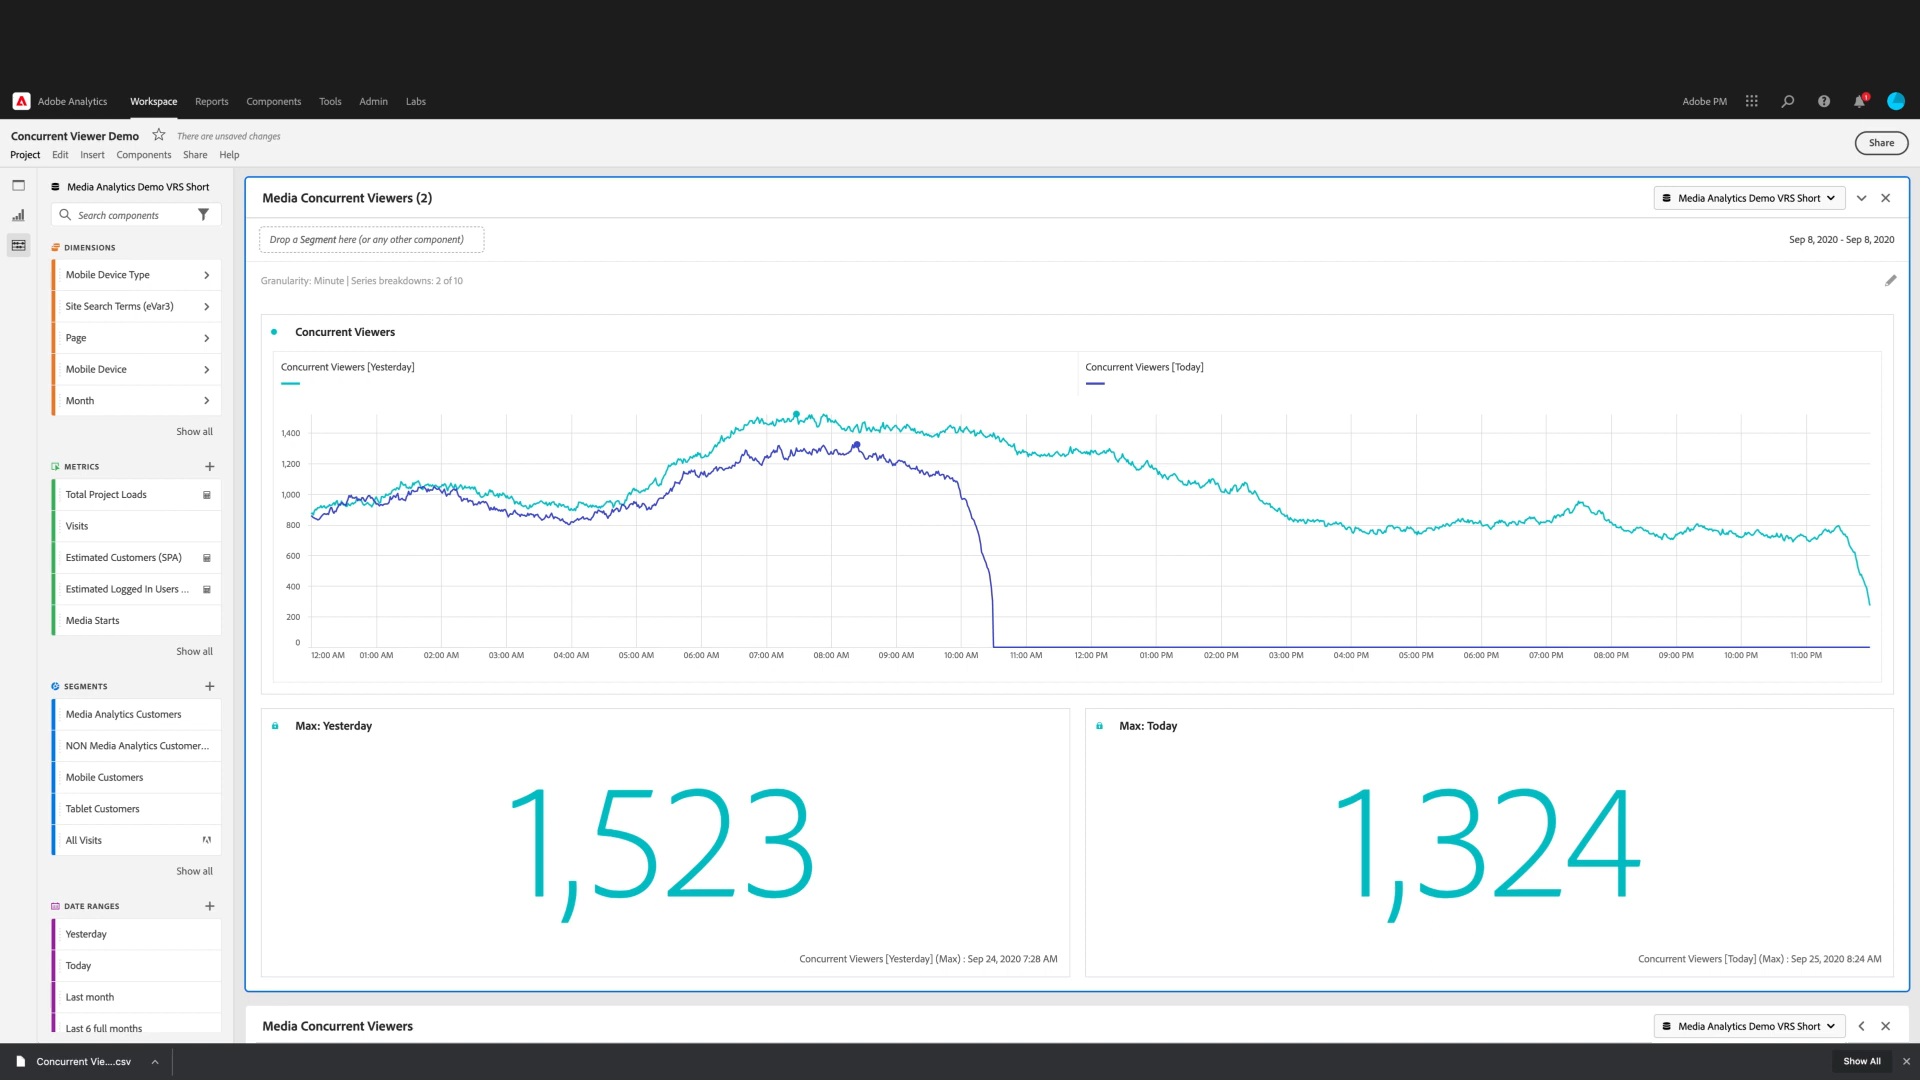 Adobe Analytics Workspace Reports Components Tools Admin Labs Adobe PM 1
Concurrent Viewer Demo There are unsaved changes
Project Edit Insert Components Share Help
Share
Media Analytics Demo VRS Short
Search components
DIMENSIONS
Mobile Device Type
Site Search Terms (eVar3)
Page
Mobile Device
Month
Show all
METRICS
Total Project Loads
Visits
Estimated Customers (SPA)
Estimated Logged In Users ...
Media Starts
Show all
SEGMENTS
Media Analytics Customers
NON Media Analytics Customer...
Mobile Customers
Tablet Customers
All Visits
Show all
DATE RANGES
Yesterday
Today
Last month
Last 6 full months
Media Concurrent Viewers (2)
Media Analytics Demo VRS Short
Drop a Segment here (or any other component)
Sep 8, 2020 - Sep 8, 2020
Granularity: Minute | Series breakdowns: 2 of 10
Concurrent Viewers
Concurrent Viewers [Yesterday]
Concurrent Viewers [Today]
1,400
1,200
1,000
800
600
400
200
0
12:00 AM 01:00 AM 02:00 AM 03:00 AM 04:00 AM 05:00 AM 06:00 AM 07:00 AM 08:00 AM 09:00 AM 10:00 AM 11:00 AM 12:00 PM 01:00 PM 02:00 PM 03:00 PM 04:00 PM 05:00 PM 06:00 PM 07:00 PM 08:00 PM 09:00 PM 10:00 PM 11:00 PM
Max: Yesterday
1,523
Concurrent Viewers [Yesterday] (Max) : Sep 24, 2020 7:28 AM
Max: Today
1,324
Concurrent Viewers [Today] (Max) : Sep 25, 2020 8:24 AM
Media Concurrent Viewers
Media Analytics Demo VRS Short
Concurrent Vie....csv
Show All